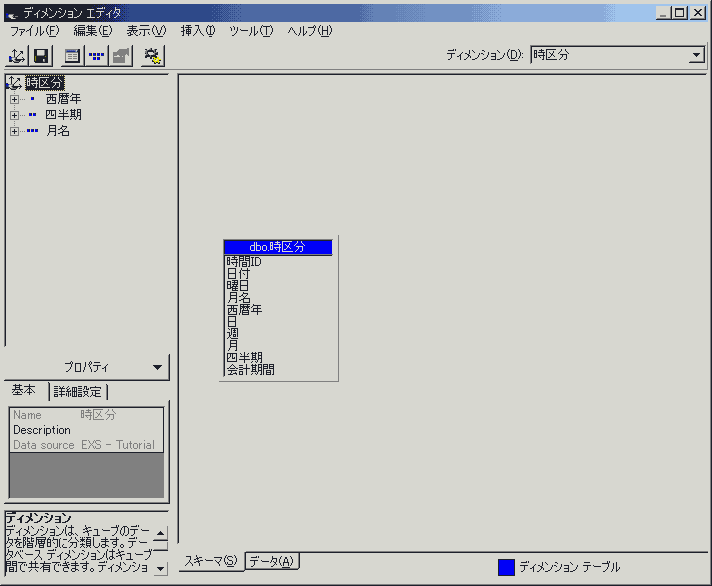 ディメンション エディタ
ファイル(F) 編集(E) 表示(V) 挿入(I) ツール(T) ヘルプ(H)
ディメンション(D): 時区分
時区分
西暦年
四半期
月名
dbo.時区分
時間ID
日付
曜日
月名
西暦年
日
週
月
四半期
会計期間
プロパティ
基本 詳細設定
Name 時区分
Description
Data source EXS - Tutorial
ディメンション
ディメンションは、キューブのデー
タを階層的に分類します。デー
タベース ディメンションはキューブ
間で共有できます。ディメンショ
スキーマ(S) データ(A)
ディメンション テーブル